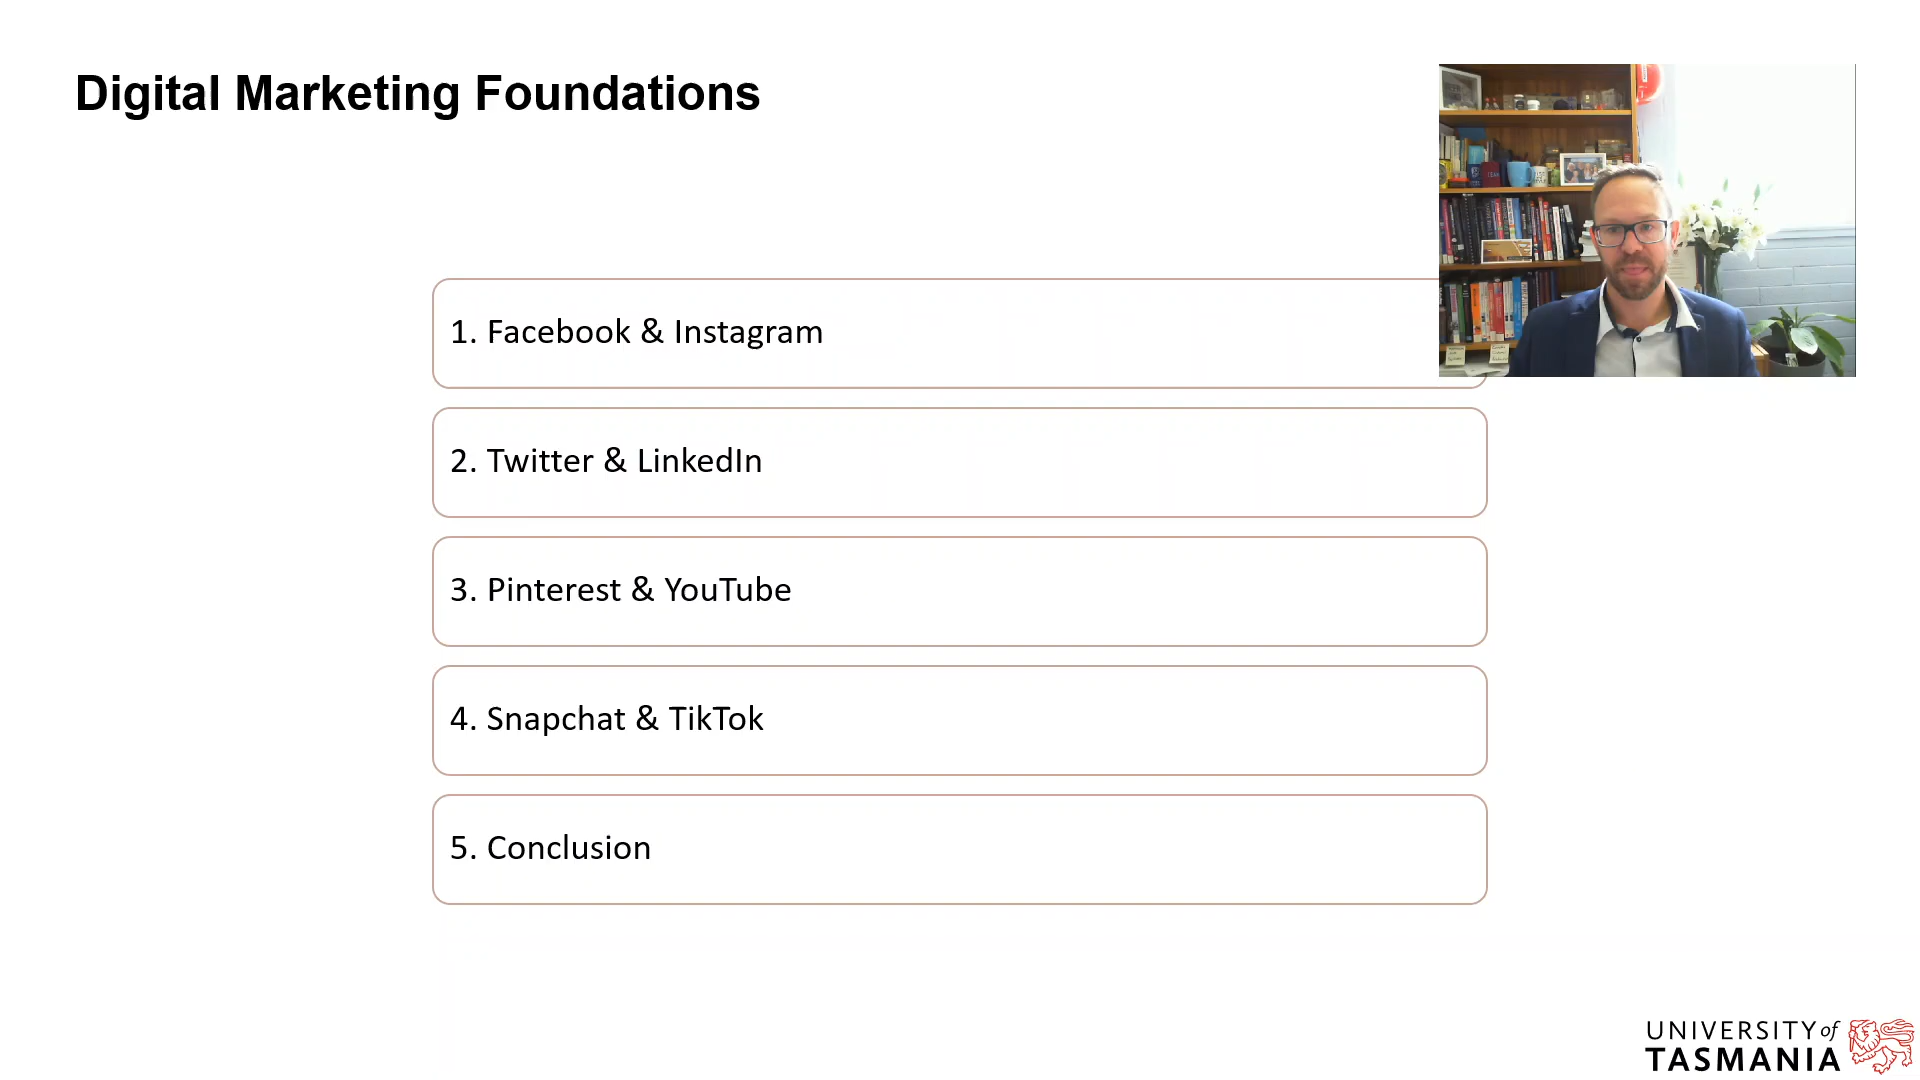 Digital Marketing Foundations
1. Facebook & Instagram
2. Twitter & LinkedIn
3. Pinterest & YouTube
4. Snapchat & TikTok
5. Conclusion
UNIVERSITY of
TASMANIA